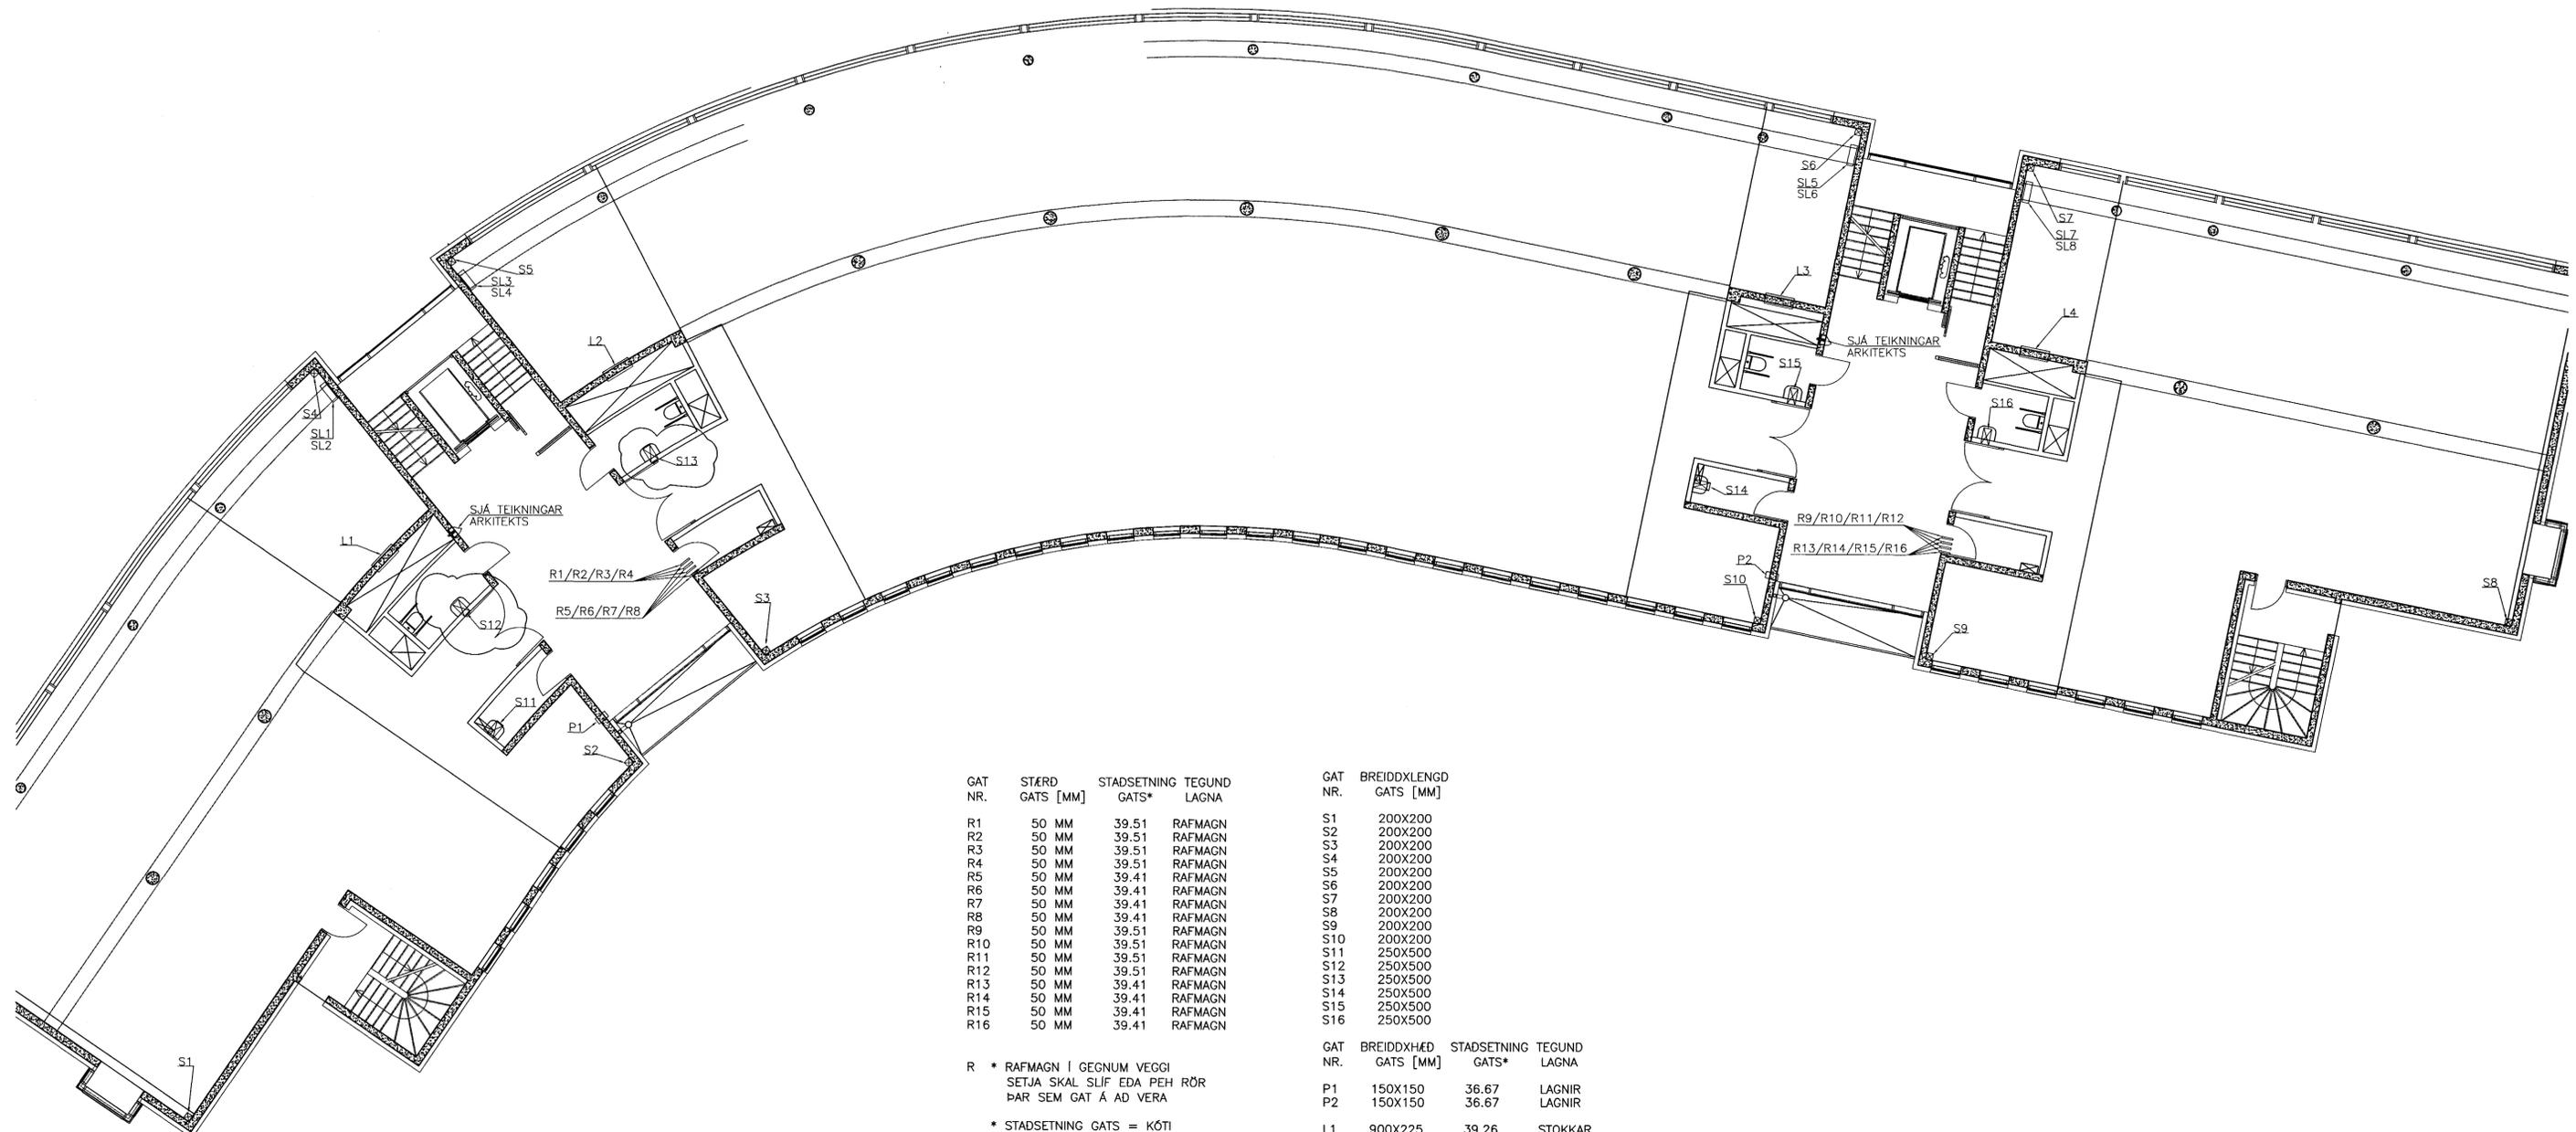 S6
SL5
SL6
S7
SL7
SL8
S5
SL3
SL4
L3
L4
L2
SJÁ TEIKNINGAR
ARKITEKTS
S15
S16
S4
SL1
SL2
S13
S14
SJÁ TEIKNINGAR
ARKITEKTS
L1
R9/R10/R11/R12
R13/R14/R15/R16
P2
S10
S8
R1/R2/R3/R4
R5/R6/R7/R8
S3
S12
S9
S11
P1
S2
S1
GAT STÆRÐ STAÐSETNING TEGUND
NR. GATS [MM] GATS* LAGNA
R1 50 MM 39.51 RAFMAGN
R2 50 MM 39.51 RAFMAGN
R3 50 MM 39.51 RAFMAGN
R4 50 MM 39.51 RAFMAGN
R5 50 MM 39.41 RAFMAGN
R6 50 MM 39.41 RAFMAGN
R7 50 MM 39.41 RAFMAGN
R8 50 MM 39.41 RAFMAGN
R9 50 MM 39.51 RAFMAGN
R10 50 MM 39.51 RAFMAGN
R11 50 MM 39.51 RAFMAGN
R12 50 MM 39.51 RAFMAGN
R13 50 MM 39.41 RAFMAGN
R14 50 MM 39.41 RAFMAGN
R15 50 MM 39.41 RAFMAGN
R16 50 MM 39.41 RAFMAGN
R * RAFMAGN Í GEGNUM VEGGI
SETJA SKAL SLÍF EDA PEH RÖR
ÞAR SEM GAT Á AD VERA
* STAÐSETNING GATS = KÓTI
GAT BREIDDXLENGD
NR. GATS [MM]
S1 200X200
S2 200X200
S3 200X200
S4 200X200
S5 200X200
S6 200X200
S7 200X200
S8 200X200
S9 200X200
S10 200X200
S11 250X500
S12 250X500
S13 250X500
S14 250X500
S15 250X500
S16 250X500
GAT BREIDDXHÆÐ STAÐSETNING TEGUND
NR. GATS [MM] GATS* LAGNA
P1 150X150 36.67 LAGNIR
P2 150X150 36.67 LAGNIR
L1 900X225 39.26 STOKKAR